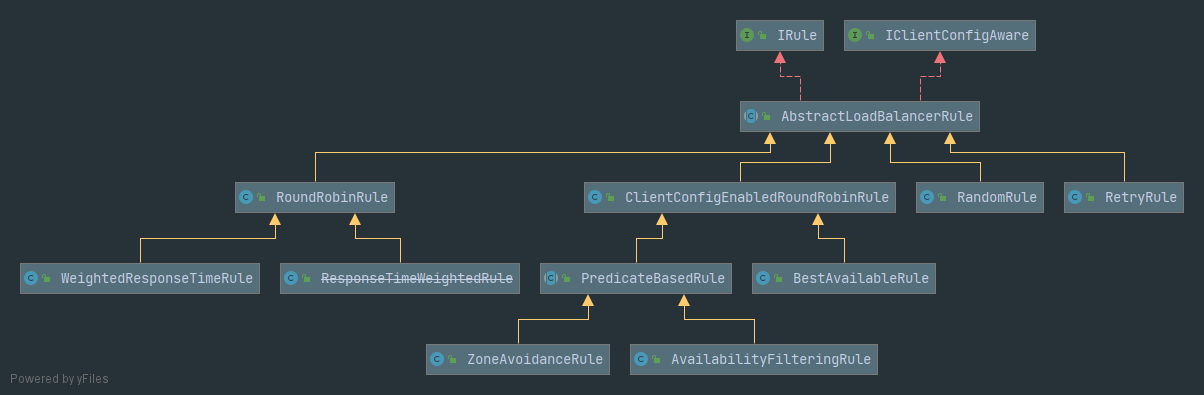 IRule
IClientConfigAware
AbstractLoadBalancerRule
RoundRobinRule
ClientConfigEnabledRoundRobinRule
RandomRule
RetryRule
WeightedResponseTimeRule
ResponseTimeWeightedRule
PredicateBasedRule
BestAvailableRule
ZoneAvoidanceRule
AvailabilityFilteringRule
Powered by yFiles